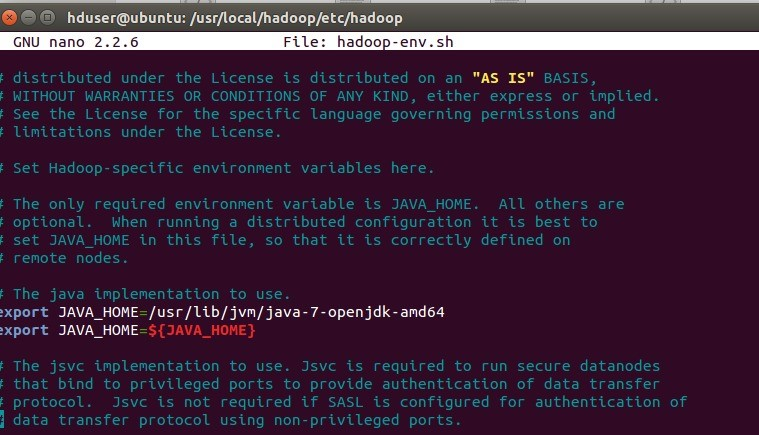 hduser@ubuntu: /usr/local/hadoop/etc/hadoop
GNU nano 2.2.6 File: hadoop-env.sh
# distributed under the License is distributed on an "AS IS" BASIS,
# WITHOUT WARRANTIES OR CONDITIONS OF ANY KIND, either express or implied.
# See the License for the specific language governing permissions and
# limitations under the License.
# Set Hadoop-specific environment variables here.
# The only required environment variable is JAVA_HOME.  All others are
# optional.  When running a distributed configuration it is best to
# set JAVA_HOME in this file, so that it is correctly defined on
# remote nodes.
# The java implementation to use.
export JAVA_HOME=/usr/lib/jvm/java-7-openjdk-amd64
export JAVA_HOME=${JAVA_HOME}
# The jsvc implementation to use. Jsvc is required to run secure datanodes
# that bind to privileged ports to provide authentication of data transfer
# protocol.  Jsvc is not required if SASL is configured for authentication of
# data transfer protocol using non-privileged ports.